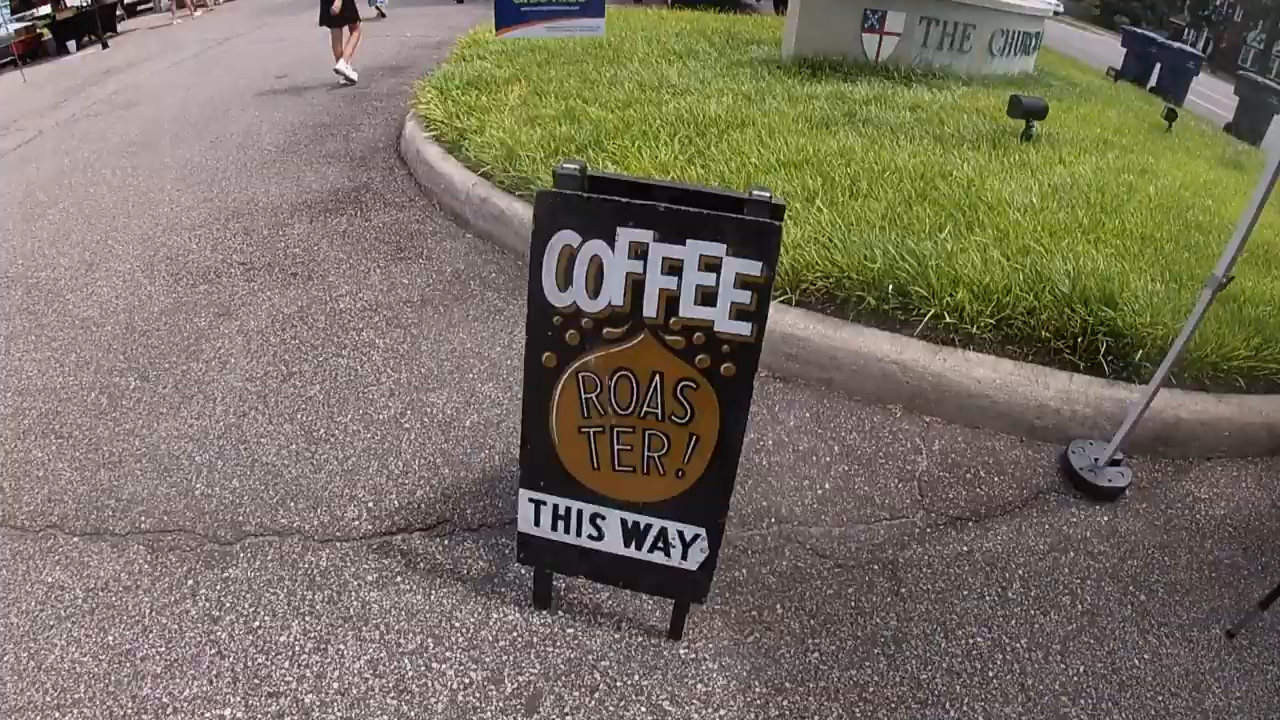 THE CHURCH
COFFEE
ROAS
TER!
THIS WAY